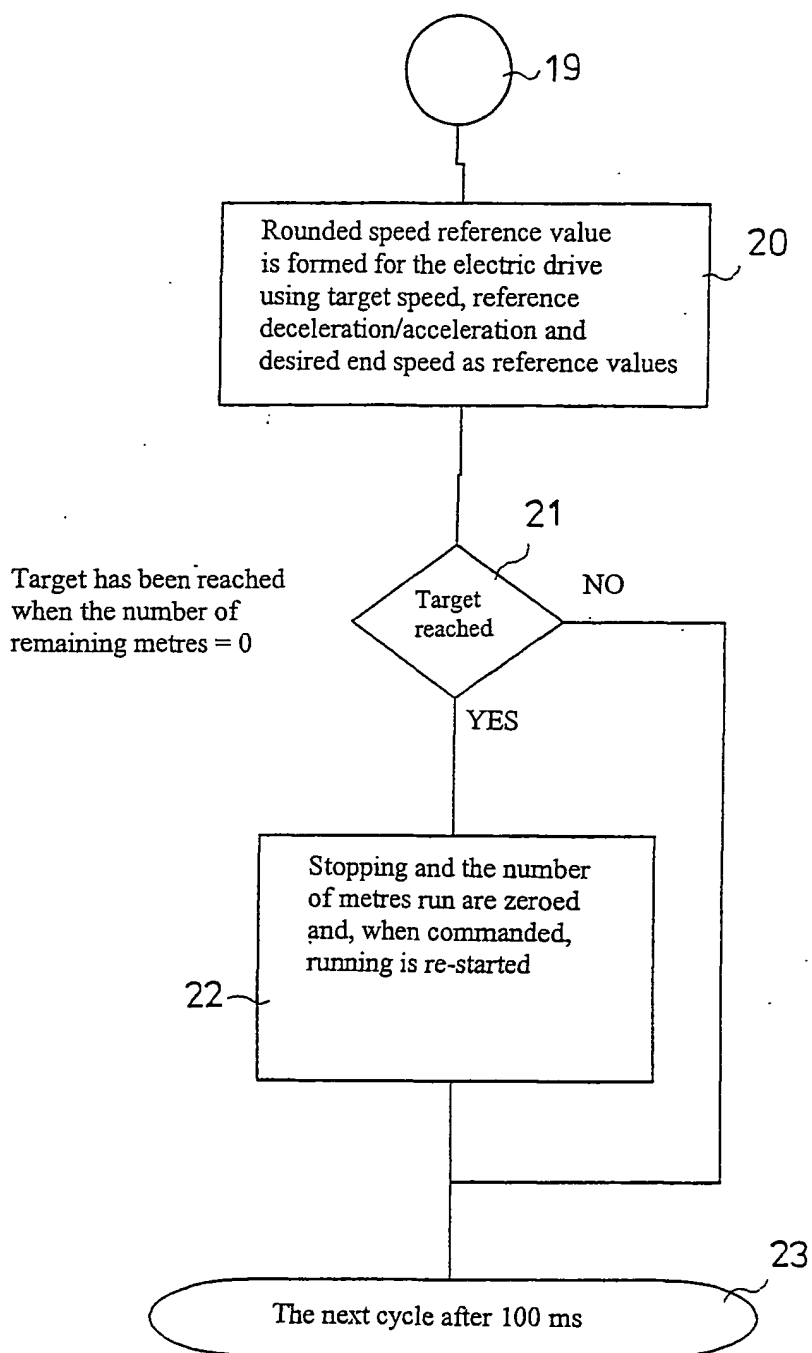 19
Rounded speed reference value
is formed for the electric drive
using target speed, reference
deceleration/acceleration and
desired end speed as reference values
20
21
Target has been reached
when the number of
remaining metres = 0
Target
reached
NO
YES
Stopping and the number
of metres run are zeroed
and, when commanded,
running is re-started
22
23
The next cycle after 100 ms